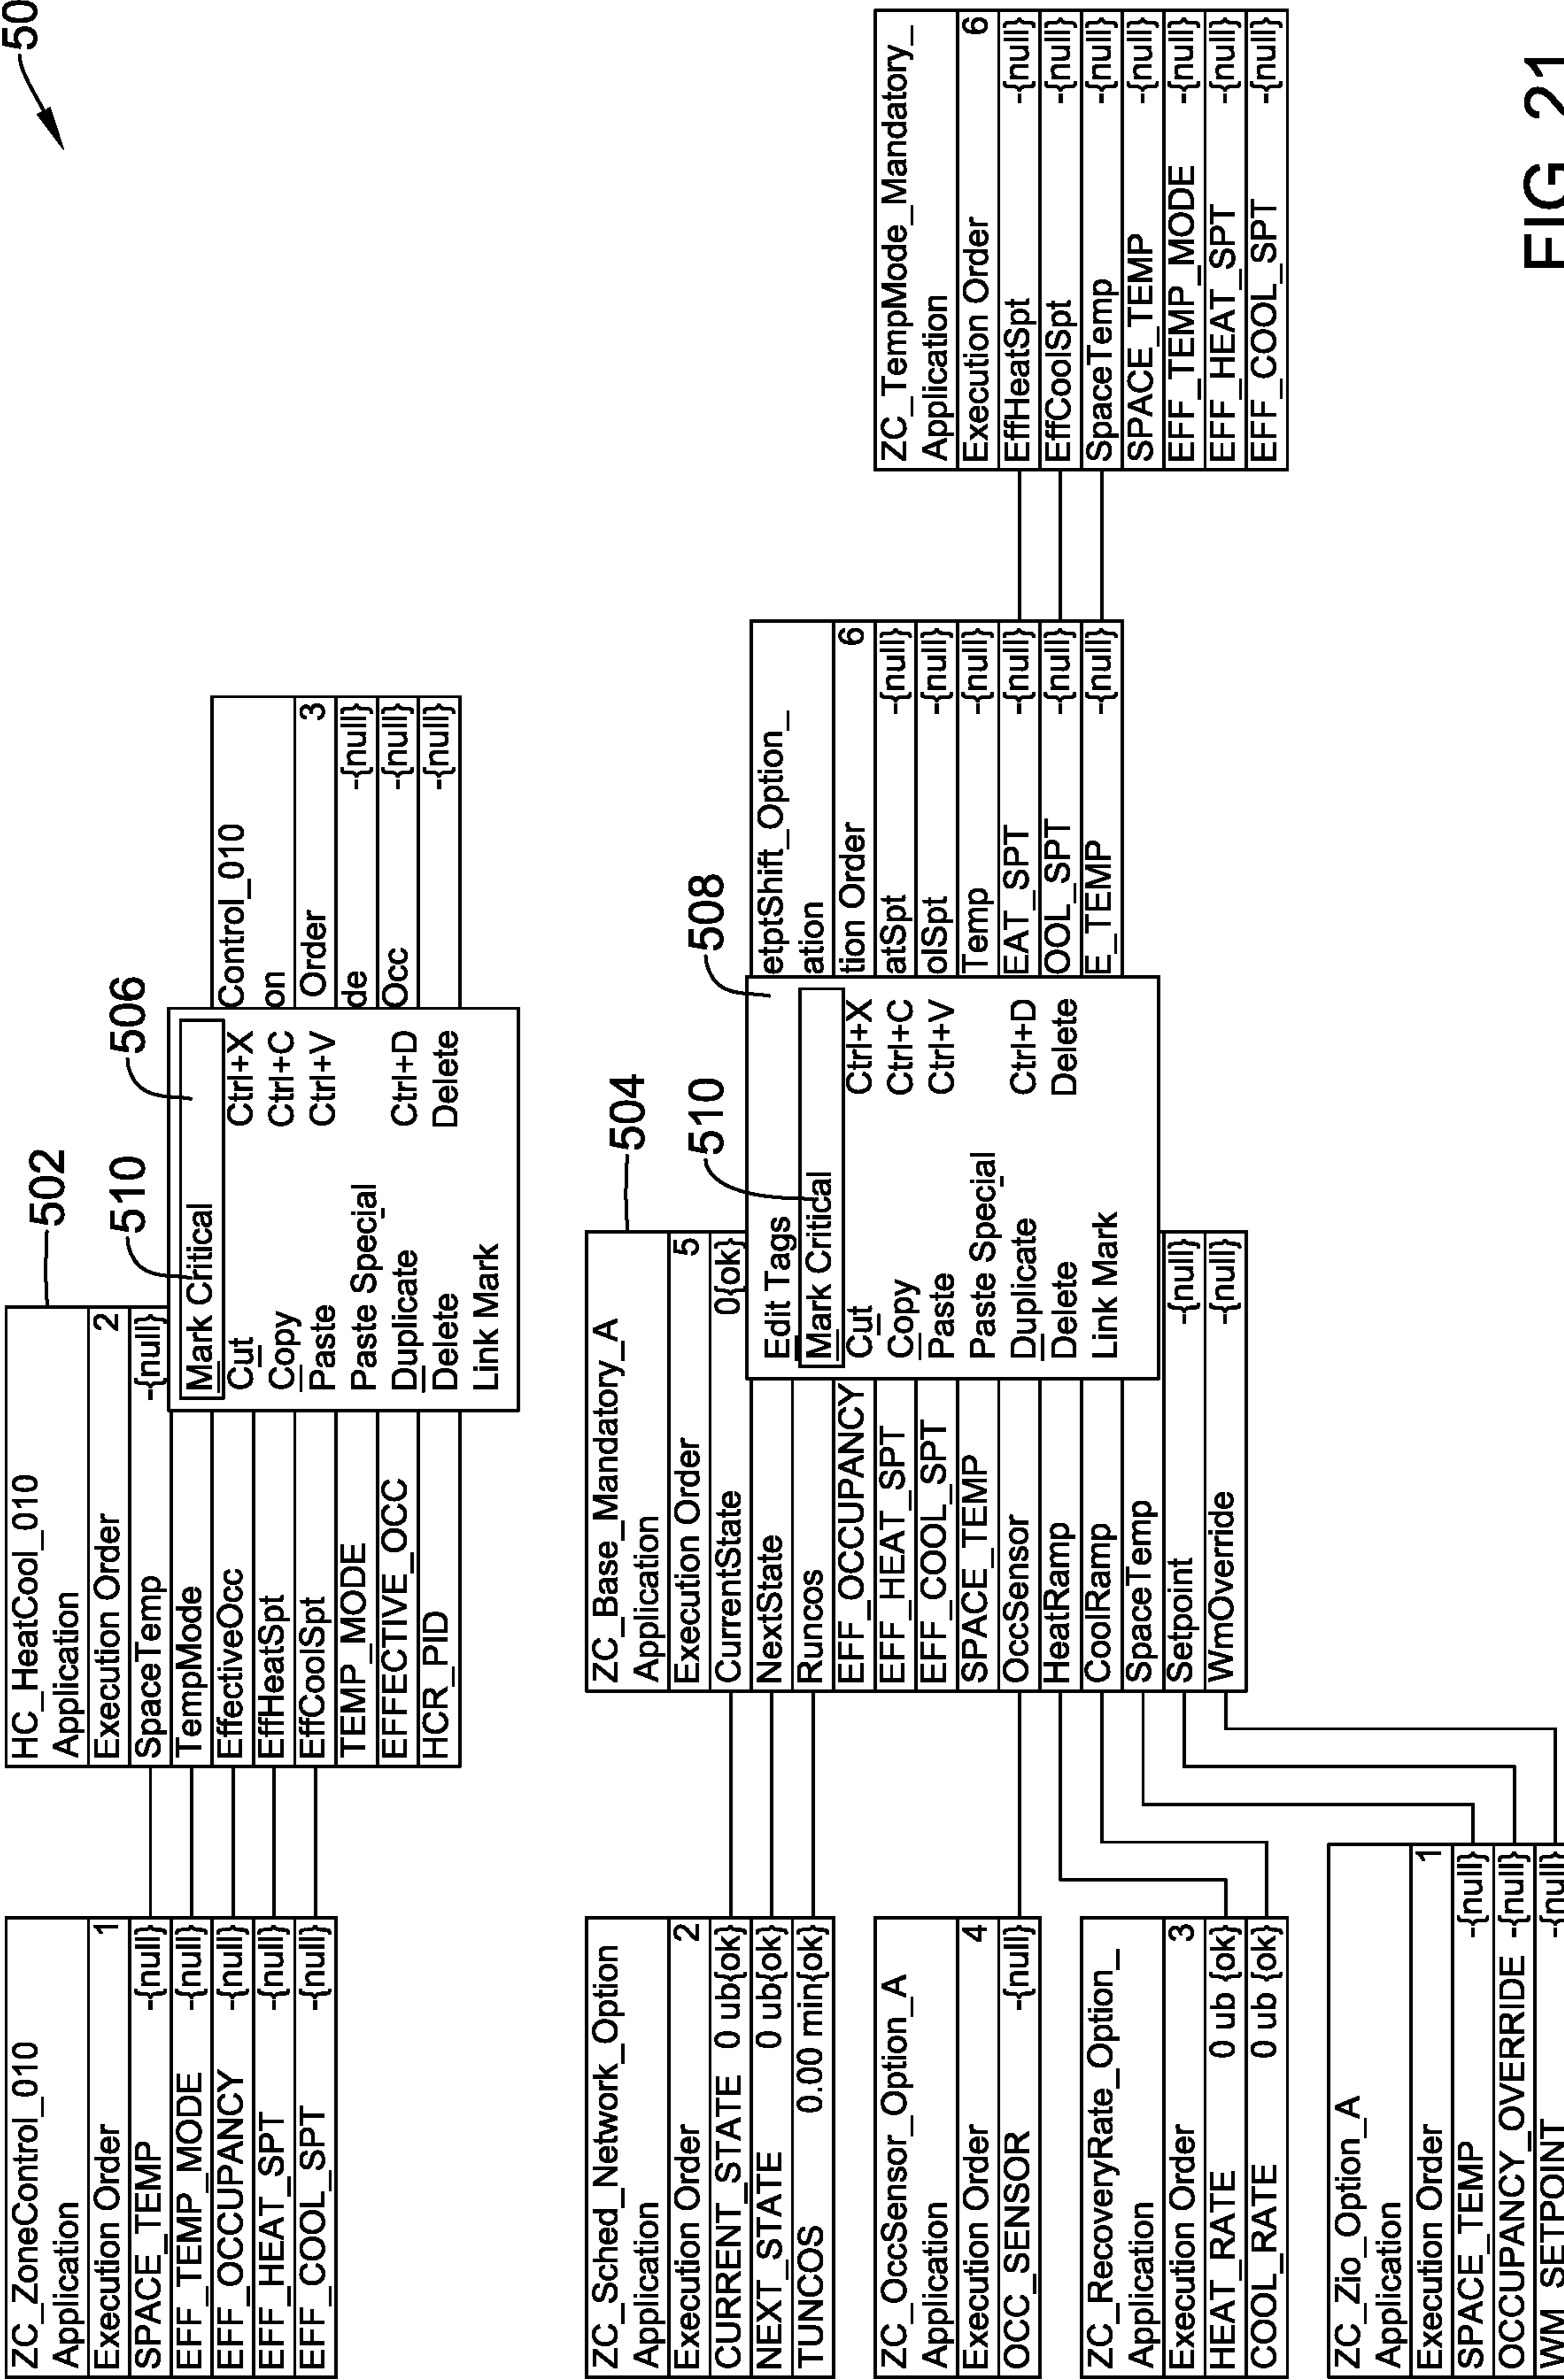 50
ZC_ZoneControl_010
Application
Execution Order 1
SPACE_TEMP -{null}
EFF_TEMP_MODE -{null}
EFF_OCCUPANCY -{null}
EFF_HEAT_SPT -{null}
EFF_COOL_SPT -{null}
502
HC_HeatCool_010
Application
Execution Order 2
SpaceTemp -{null}
TempMode
EffectiveOcc
EffHeatSpt
EffCoolSpt
TEMP_MODE
EFFECTIVE_OCC
HCR_PID
510
506
Mark Critical
Cut Ctrl+X
Copy Ctrl+C
Paste Ctrl+V
Paste Special
Duplicate Ctrl+D
Delete Delete
Link Mark
Control_010
on
Order 3
de -{null}
Occ -{null}
-{null}
ZC_Sched_Network_Option
Application
Execution Order 2
CURRENT_STATE 0 ub{ok}
NEXT_STATE 0 ub{ok}
TUNCOS 0.00 min{ok}
ZC_OccSensor_Option_A
Application
Execution Order 4
OCC_SENSOR -{null}
ZC_RecoveryRate_Option_
Application
Execution Order 3
HEAT_RATE 0 ub {ok}
COOL_RATE 0 ub {ok}
ZC_Zio_Option_A
Application
Execution Order 1
SPACE_TEMP -{null}
OCCUPANCY_OVERRIDE -{null}
WM_SETPOINT -{null}
504
ZC_Base_Mandatory_A
Application
Execution Order 5
CurrentState 0{ok}
NextState
Runcos
EFF_OCCUPANCY
EFF_HEAT_SPT
EFF_COOL_SPT
SPACE_TEMP
OccSensor
HeatRamp
CoolRamp
SpaceTemp
Setpoint -{null}
WmOverride -{null}
510
508
Edit Tags
Mark Critical
Cut Ctrl+X
Copy Ctrl+C
Paste Ctrl+V
Paste Special
Duplicate Ctrl+D
Delete Delete
Link Mark
etptShift_Option_
ation
tion Order 6
atSpt -{null}
olSpt -{null}
Temp -{null}
EAT_SPT -{null}
OOL_SPT -{null}
E_TEMP -{null}
ZC_TempMode_Mandatory_
Application
Execution Order 6
EffHeatSpt -{null}
EffCoolSpt -{null}
SpaceTemp -{null}
SPACE_TEMP -{null}
EFF_TEMP_MODE -{null}
EFF_HEAT_SPT -{null}
EFF_COOL_SPT -{null}
FIG. 21